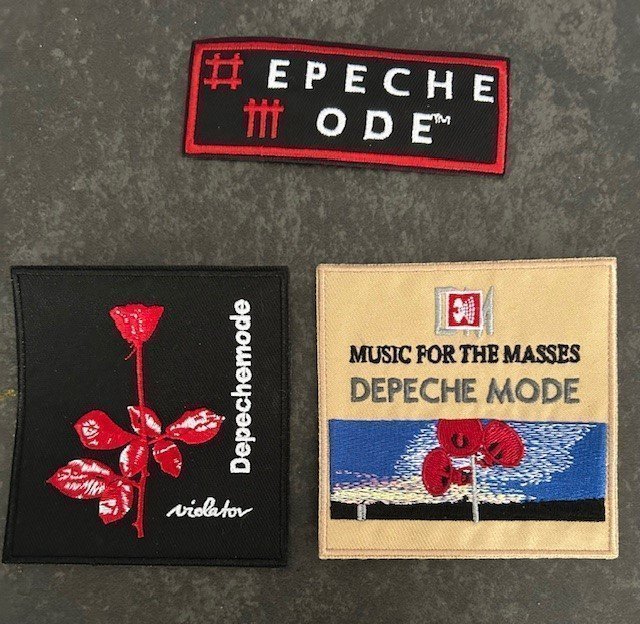 EPECHE
ODE™
Depechemode
violator
MUSIC FOR THE MASSES
DEPECHE MODE